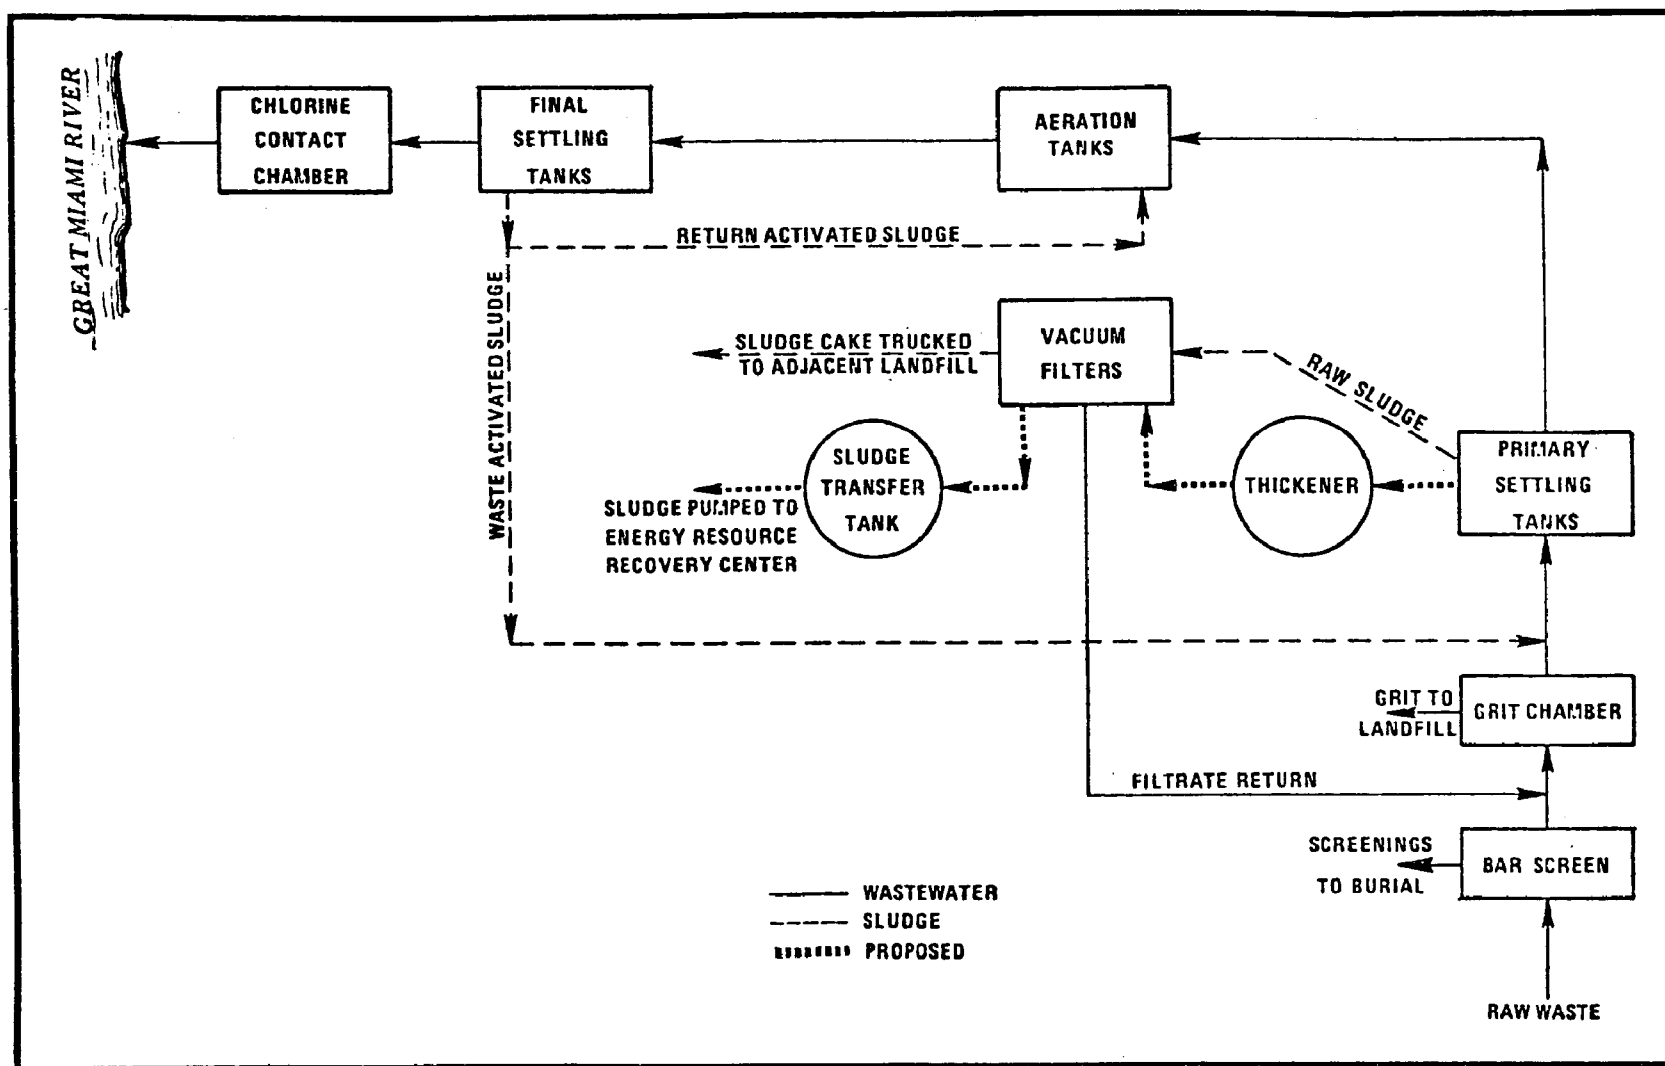 GREAT MIAMI RIVER
CHLORINE
CONTACT
CHAMBER
FINAL
SETTLING
TANKS
AERATION
TANKS
RETURN ACTIVATED SLUDGE
WASTE ACTIVATED SLUDGE
SLUDGE CAKE TRUCKED
TO ADJACENT LANDFILL
VACUUM
FILTERS
RAW SLUDGE
SLUDGE
TRANSFER
TANK
THICKENER
PRIMARY
SETTLING
TANKS
SLUDGE PUMPED TO
ENERGY RESOURCE
RECOVERY CENTER
GRIT TO
LANDFILL
GRIT CHAMBER
FILTRATE RETURN
SCREENINGS
TO BURIAL
BAR SCREEN
WASTEWATER
SLUDGE
PROPOSED
RAW WASTE